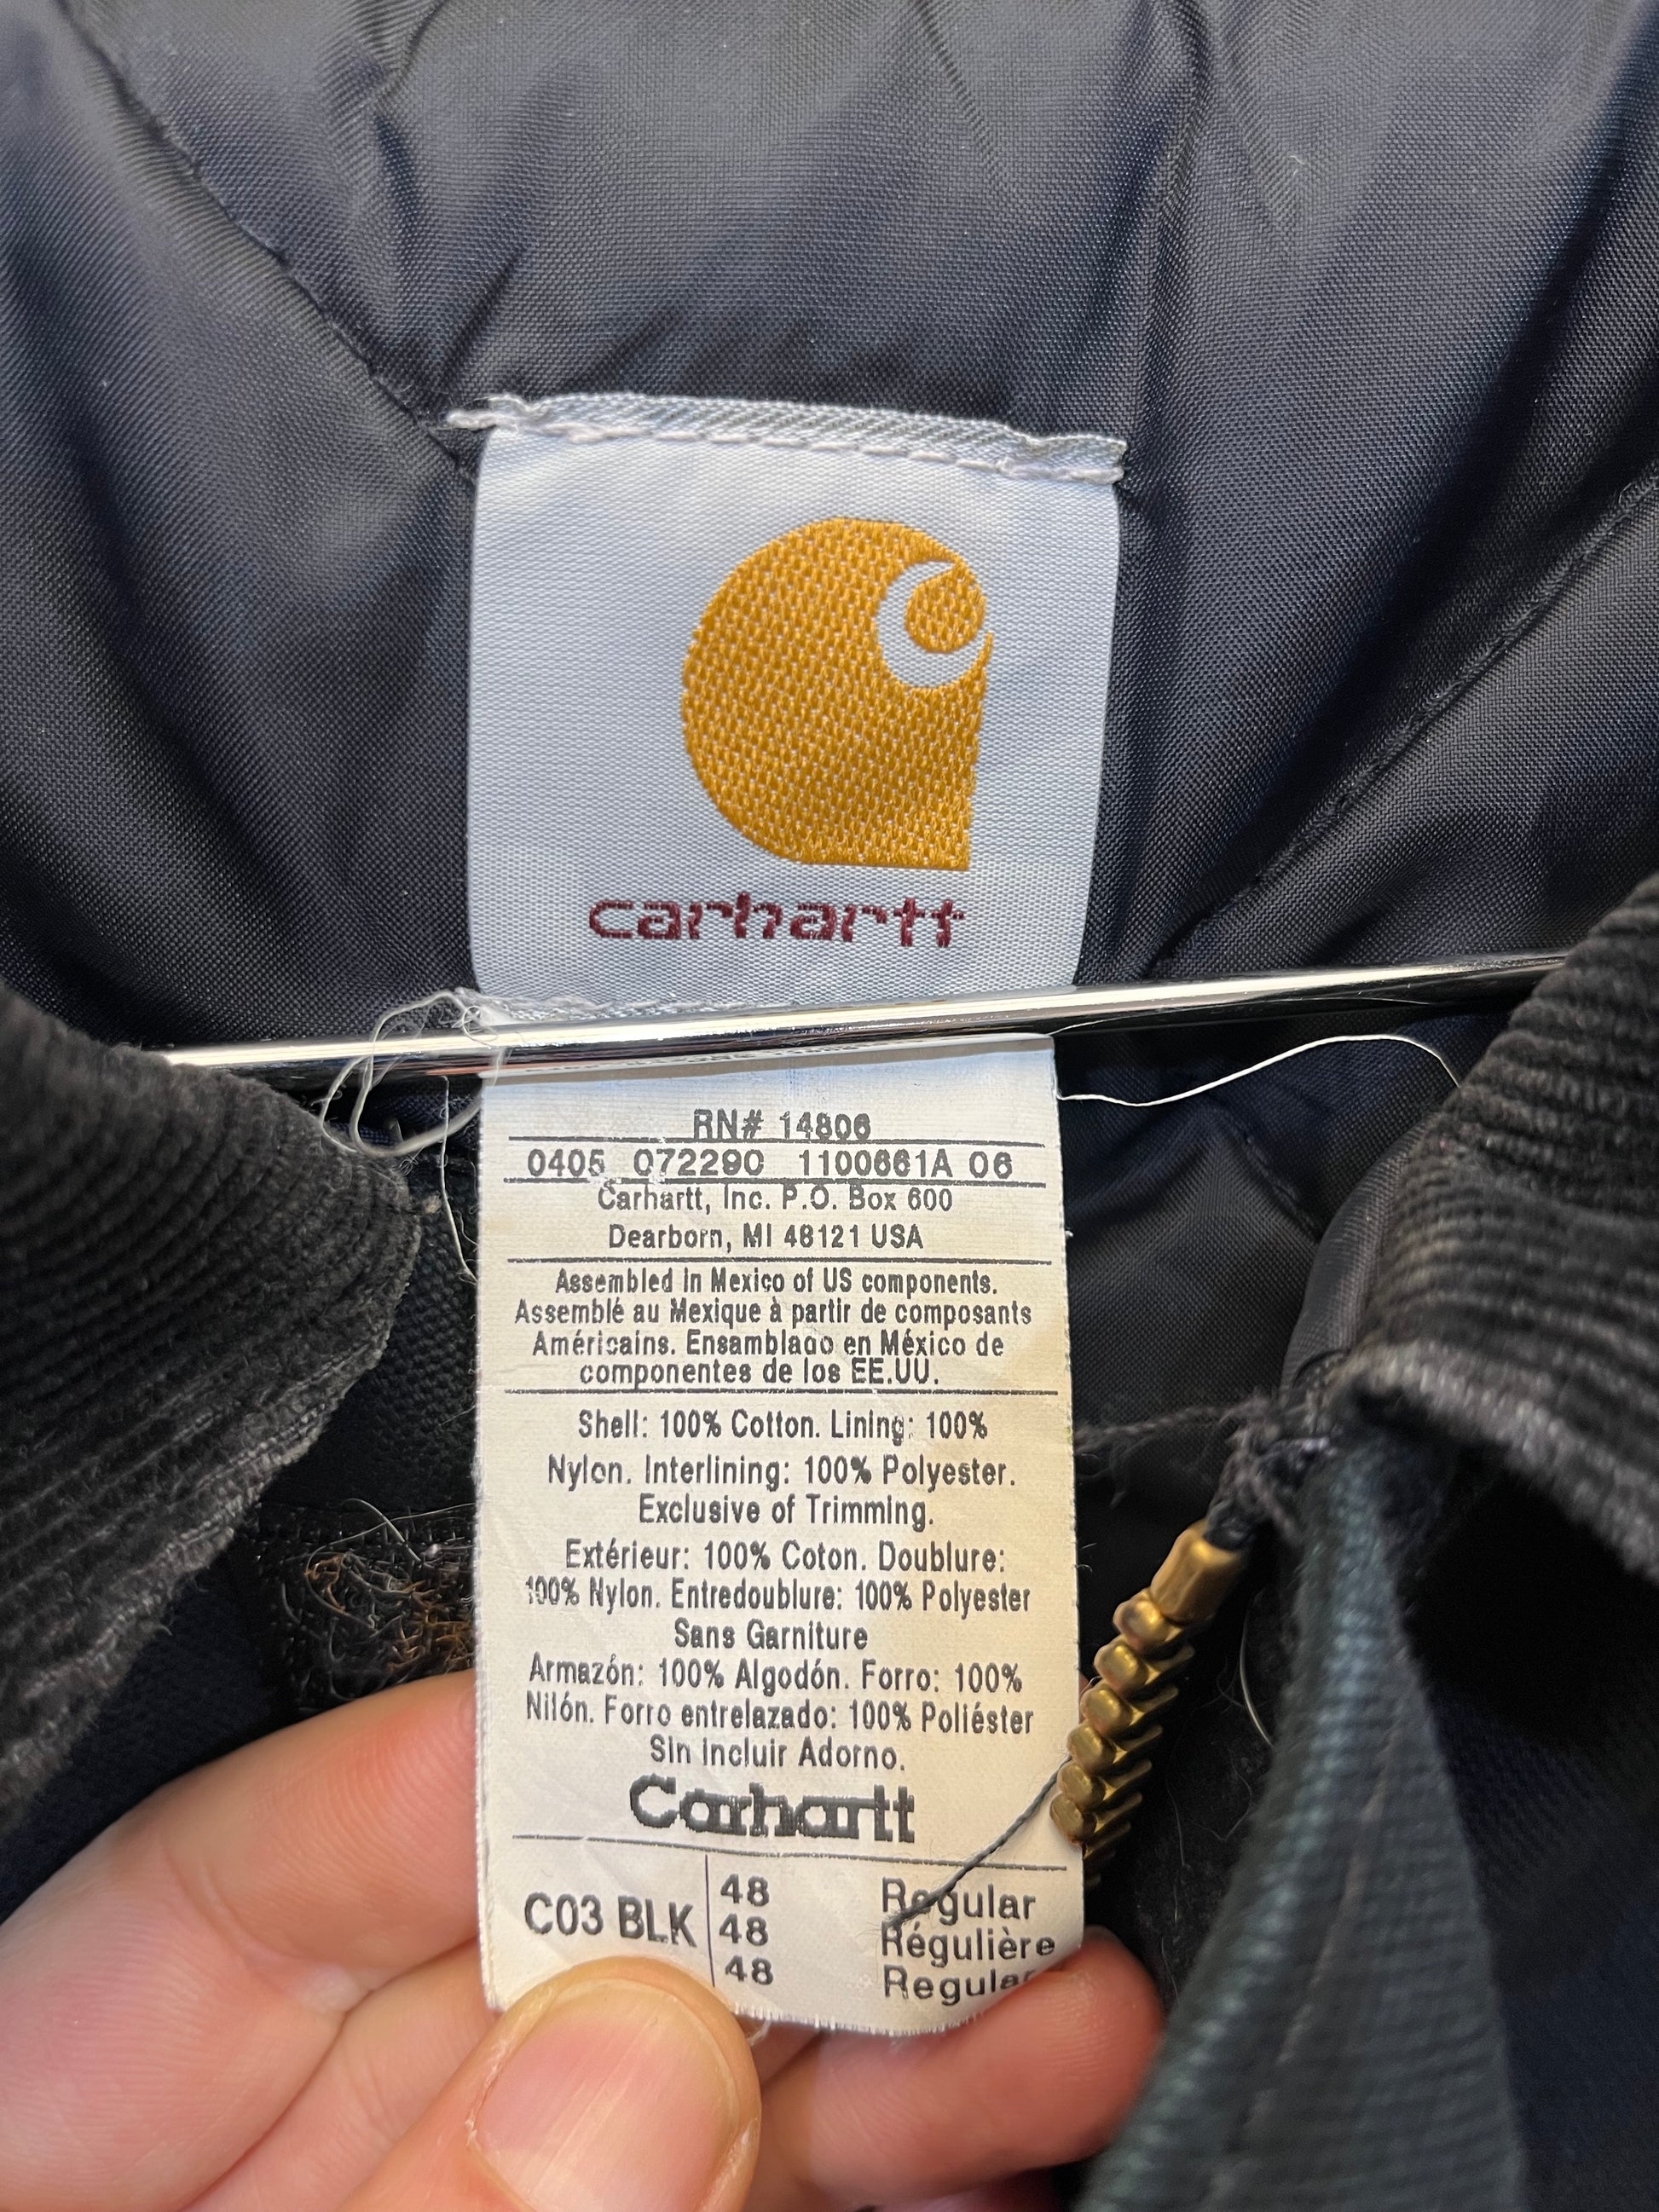 carhartt
RN# 14806
0405 072290 1100661A 06
Carhartt, Inc. P.O. Box 600
Dearborn, MI 48121 USA
Assembled in Mexico of US components.
Assemblé au Mexique à partir de composants
Américains. Ensamblado en México de
componentes de los EE.UU.
Shell: 100% Cotton. Lining: 100%
Nylon. Interlining: 100% Polyester.
Exclusive of Trimming.
Extérieur: 100% Coton. Doublure:
100% Nylon. Entredoublure: 100% Polyester
Sans Garniture
Armazón: 100% Algodón. Forro: 100%
Nilón. Forro entrelazado: 100% Poliéster
Sin Incluir Adorno.
Carhartt
C03 BLK
48 Regular
48 Régulière
48 Regular